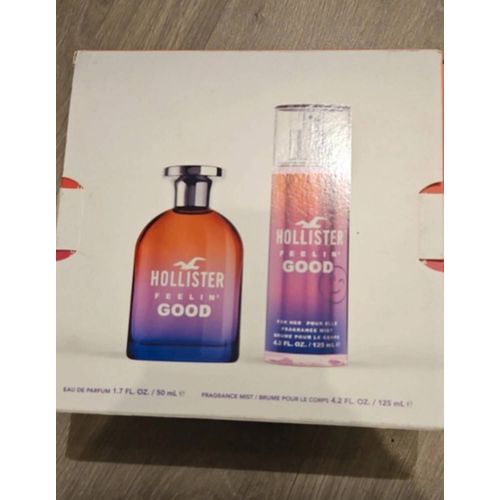 HOLLISTER
FEELIN'
GOOD
HOLLISTER
FEELIN'
GOOD
FOR HER POUR ELLE
FRAGRANCE MIST
BRUME POUR LE CORPS
4.2 FL. OZ. / 125 mL ℮
EAU DE PARFUM 1.7 FL. OZ. / 50 mL ℮
FRAGRANCE MIST / BRUME POUR LE CORPS 4.2 FL. OZ. / 125 mL ℮